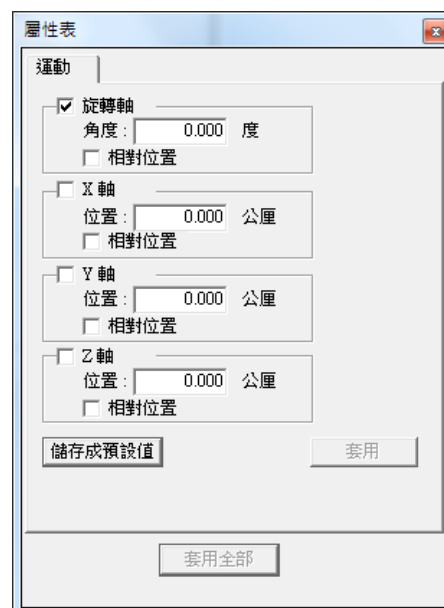 屬性表
運動
旋轉軸
角度: 0.000 度
相對位置
X 軸
位置: 0.000 公厘
相對位置
Y 軸
位置: 0.000 公厘
相對位置
Z 軸
位置: 0.000 公厘
相對位置
儲存成預設值 套用
套用全部